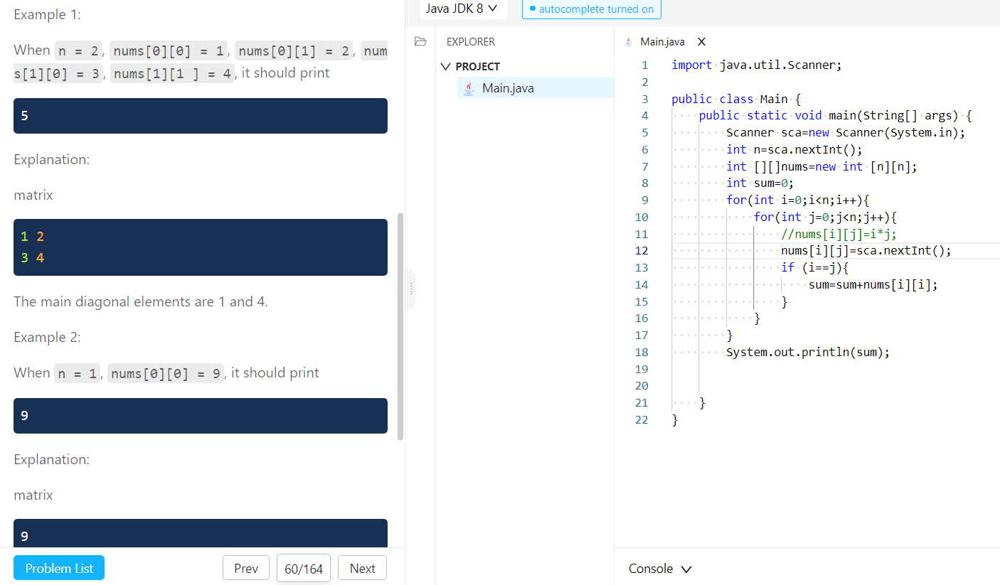 Example 1:
When n = 2, nums[0][0] = 1, nums[0][1] = 2, num
s[1][0] = 3, nums[1][1 ] = 4, it should print
5
Explanation:
matrix
1 2
3 4
The main diagonal elements are 1 and 4.
Example 2:
When n = 1, nums[0][0] = 9, it should print
9
Explanation:
matrix
9
Problem List
Prev
60/164
Next
Java JDK 8
autocomplete turned on
EXPLORER
PROJECT
Main.java
Main.java X
1 import java.util.Scanner;
2
3 public class Main {
4 public static void main(String[] args) {
5 Scanner sca=new Scanner(System.in);
6 int n=sca.nextInt();
7 int [][]nums=new int [n][n];
8 int sum=0;
9 for(int i=0;i<n;i++){
10 for(int j=0;j<n;j++){
11 //nums[i][j]=i*j;
12 nums[i][j]=sca.nextInt();
13 if (i==j){
14 sum=sum+nums[i][i];
15 }
16 }
17 }
18 System.out.println(sum);
19
20
21 }
22 }
Console